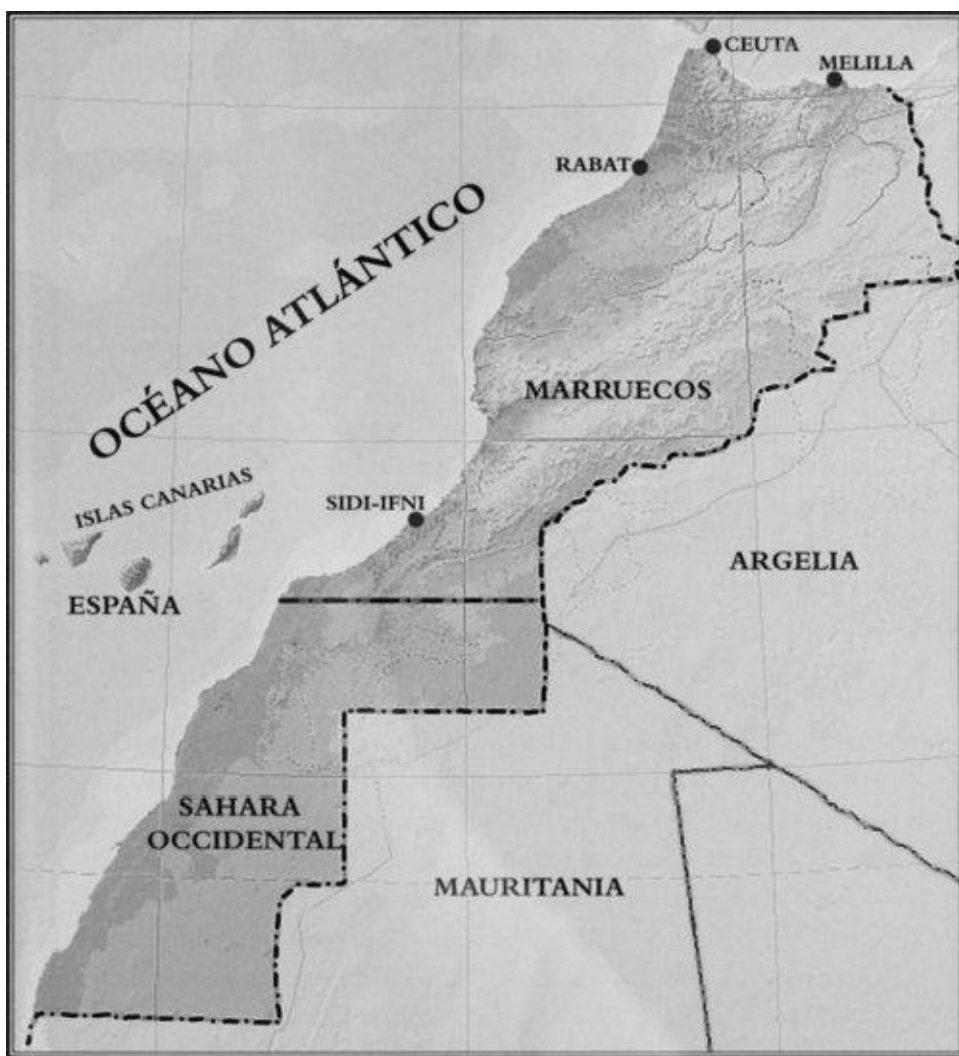 CEUTA
MELILLA
RABAT
OCÉANO ATLÁNTICO
MARRUECOS
ISLAS CANARIAS
SIDI-IFNI
ARGELIA
ESPAÑA
SAHARA
OCCIDENTAL
MAURITANIA